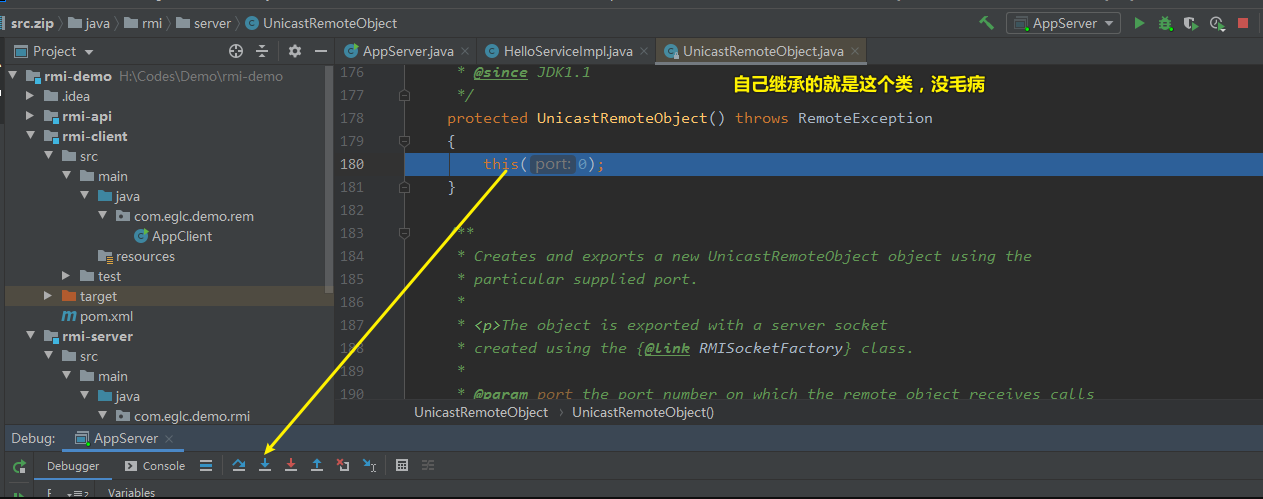 src.zip java rmi server UnicastRemoteObject AppServer
Project AppServer.java HelloServiceImpl.java UnicastRemoteObject.java
rmi-demo H:\Codes\Demo\rmi-demo
.idea
rmi-api
rmi-client
src
main
java
com.eglc.demo.rem
AppClient
resources
test
target
pom.xml
rmi-server
src
main
java
com.eglc.demo.rmi
自己继承的就是这个类，没毛病
176 * @since JDK1.1
177 */
178 protected UnicastRemoteObject() throws RemoteException
179 {
180 this( port: 0);
181 }
182
183 /**
184 * Creates and exports a new UnicastRemoteObject object using the
185 * particular supplied port.
186 *
187 * <p>The object is exported with a server socket
188 * created using the {@link RMISocketFactory} class.
189 *
190 * @param port the port number on which the remote object receives calls
UnicastRemoteObject › UnicastRemoteObject()
Debug: AppServer
Debugger Console
Variables